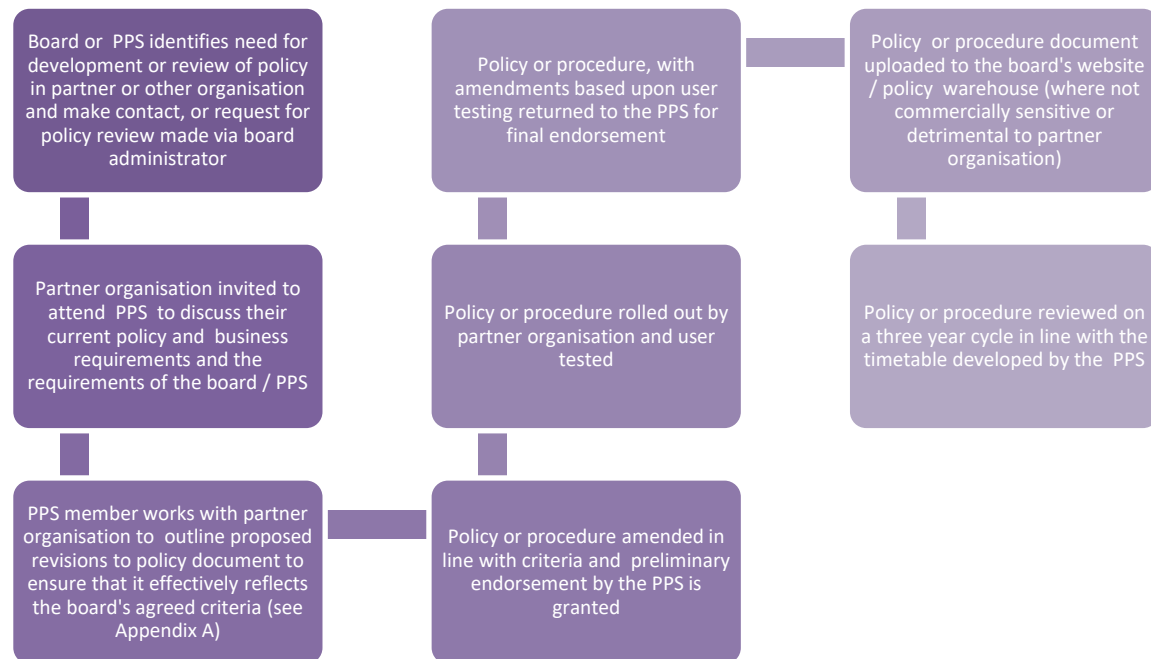 Board or PPS identifies need for
development or review of policy
in partner or other organisation
and make contact, or request for
policy review made via board
administrator
Partner organisation invited to
attend PPS to discuss their
current policy and business
requirements and the
requirements of the board / PPS
PPS member works with partner
organisation to outline proposed
revisions to policy document to
ensure that it effectively reflects
the board's agreed criteria (see
Appendix A)
Policy or procedure amended in
line with criteria and preliminary
endorsement by the PPS is
granted
Policy or procedure rolled out by
partner organisation and user
tested
Policy or procedure, with
amendments based upon user
testing returned to the PPS for
final endorsement
Policy or procedure document
uploaded to the board's website
/ policy warehouse (where not
commercially sensitive or
detrimental to partner
organisation)
Policy or procedure reviewed on
a three year cycle in line with the
timetable developed by the PPS